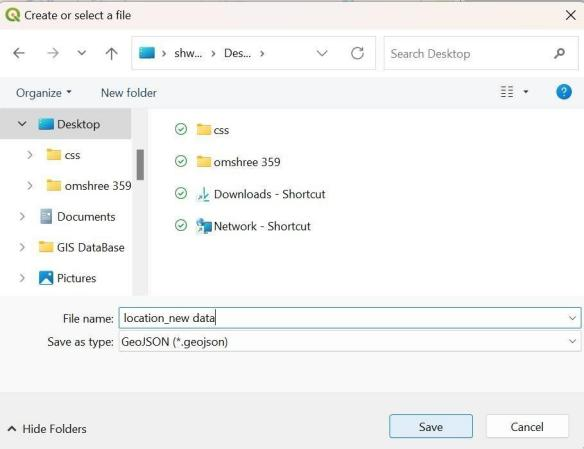 Create or select a file
shw... Des...
Search Desktop
Organize
New folder
Desktop
css
omshree 359
Documents
GIS DataBase
Pictures
css
omshree 359
Downloads - Shortcut
Network - Shortcut
File name: location_new data
Save as type: GeoJSON (*.geojson)
Hide Folders
Save
Cancel